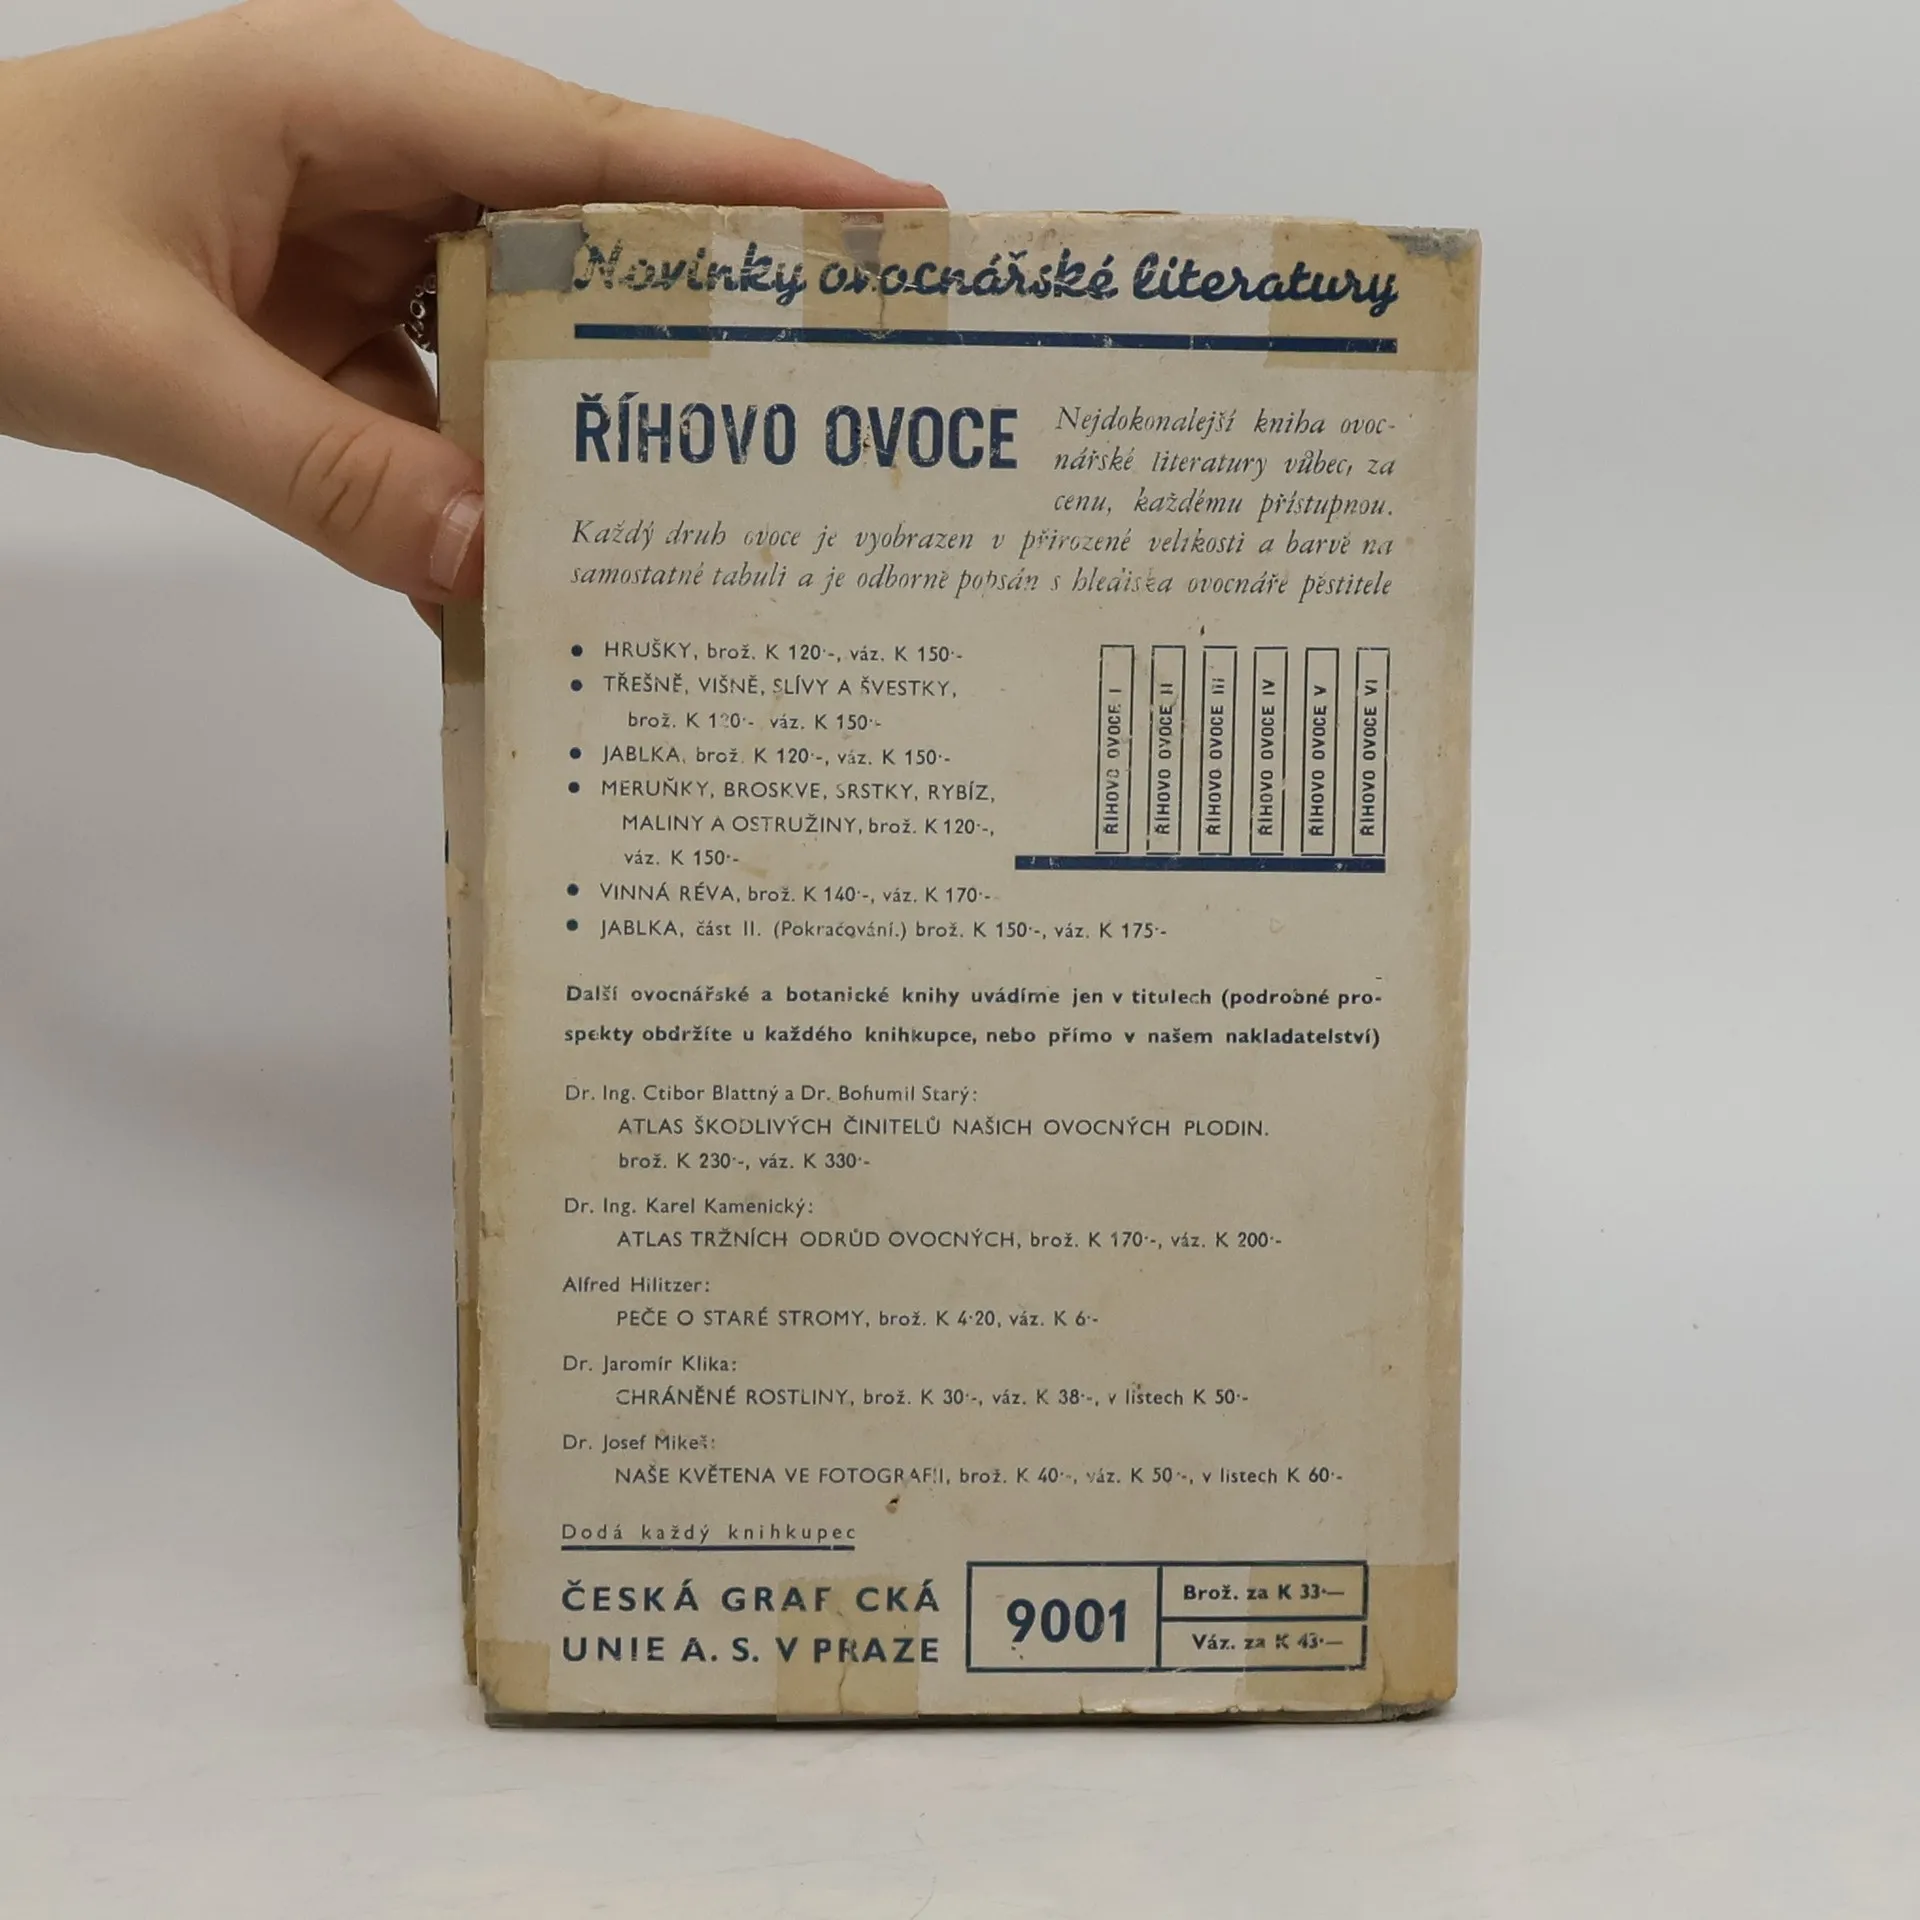 Novinky ovocnářské literatury
ŘÍHOVO OVOCE
Nejdokonalejší kniha ovoc-
nářské literatury vůbec, za
cenu, každému přístupnou.
Každý druh ovoce je vyobrazen v přirozené velikosti a barvě na
samostatné tabuli a je odborně popsán s hlediska ovocnáře pěstitele
• HRUŠKY, brož. K 120·-, váz. K 150·-
• TŘEŠNĚ, VIŠNĚ, SLÍVY A ŠVESTKY,
brož. K 120·- váz. K 150·-
• JABLKA, brož. K 120·-, váz. K 150·-
• MERUŇKY, BROSKVE, SRSTKY, RYBÍZ,
MALINY A OSTRUŽINY, brož. K 120·-,
váz. K 150·-
• VINNÁ RÉVA, brož. K 140·-, váz. K 170·-
• JABLKA, část II. (Pokračování.) brož. K 150·-, váz. K 175·-
ŘÍHOVO OVOCE I
ŘÍHOVO OVOCE II
ŘÍHOVO OVOCE III
ŘÍHOVO OVOCE IV
ŘÍHOVO OVOCE V
ŘÍHOVO OVOCE VI
Další ovocnářské a botanické knihy uvádíme jen v titulech (podrobné pro-
spekty obdržíte u každého knihkupce, nebo přímo v našem nakladatelství)
Dr. Ing. Ctibor Blattný a Dr. Bohumil Starý:
ATLAS ŠKODLIVÝCH ČINITELŮ NAŠICH OVOCNÝCH PLODIN.
brož. K 230·-, váz. K 330·-
Dr. Ing. Karel Kamenický:
ATLAS TRŽNÍCH ODRŮD OVOCNÝCH, brož. K 170·-, váz. K 200·-
Alfred Hilitzer:
PEČE O STARÉ STROMY, brož. K 4·20, váz. K 6·-
Dr. Jaromír Klika:
CHRÁNĚNÉ ROSTLINY, brož. K 30·-, váz. K 38·-, v listech K 50·-
Dr. Josef Mikeš:
NAŠE KVĚTENA VE FOTOGRAFII, brož. K 40·-, váz. K 50·-, v listech K 60·-
Dodá každý knihkupec
ČESKÁ GRAFICKÁ
UNIE A. S. V PRAZE
9001
Brož. za K 33·—
Váz. za K 43·—